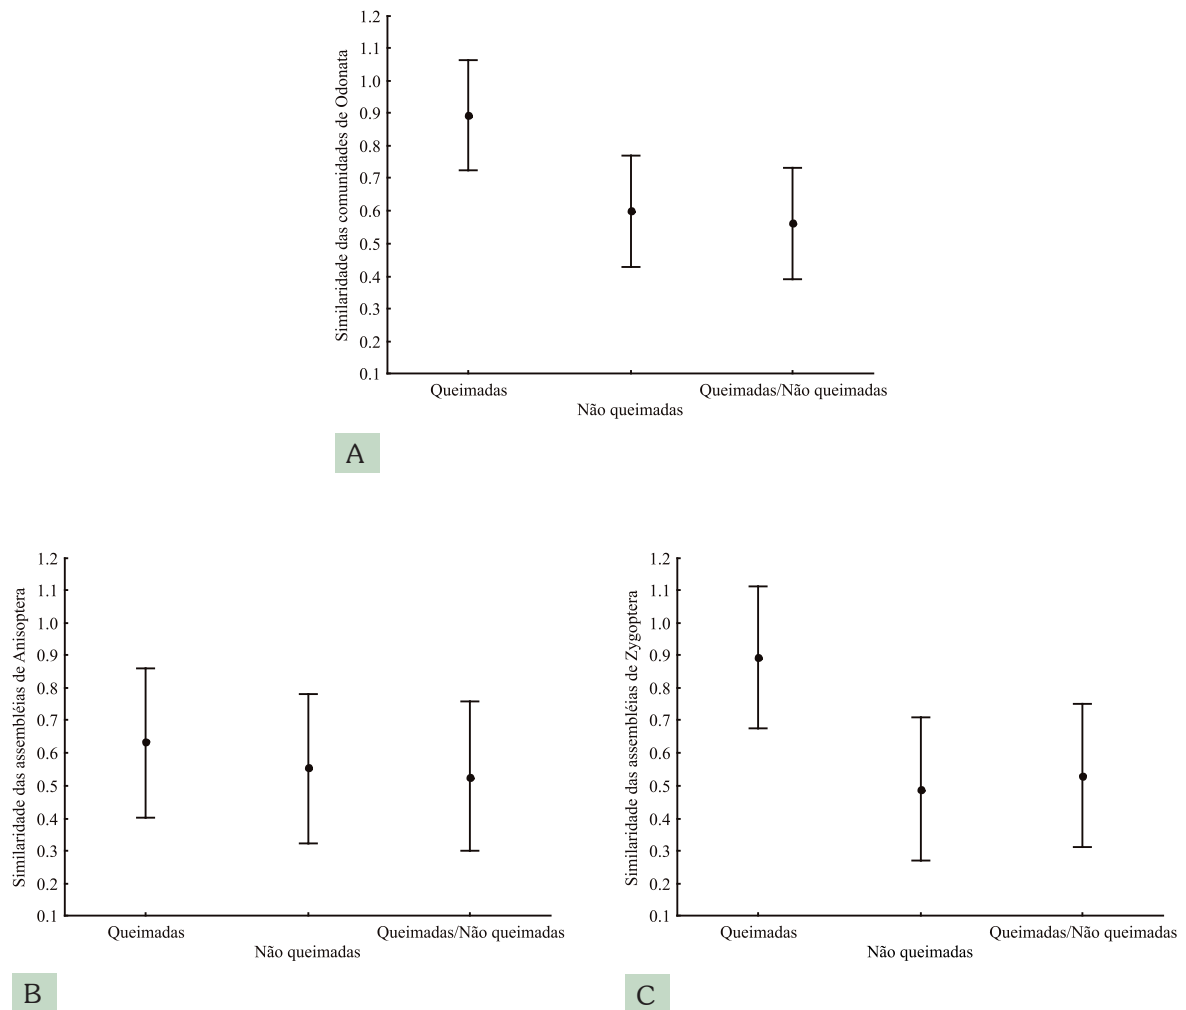 Similaridade das comunidades de Odonata
1.2
1.1
1.0
0.9
0.8
0.7
0.6
0.5
0.4
0.3
0.2
0.1
Queimadas
Não queimadas
Queimadas/Não queimadas
A
Similaridade das assembléias de Anisoptera
1.2
1.1
1.0
0.9
0.8
0.7
0.6
0.5
0.4
0.3
0.2
0.1
Queimadas
Não queimadas
Queimadas/Não queimadas
B
Similaridade das assembléias de Zygoptera
1.2
1.1
1.0
0.9
0.8
0.7
0.6
0.5
0.4
0.3
0.2
0.1
Queimadas
Não queimadas
Queimadas/Não queimadas
C